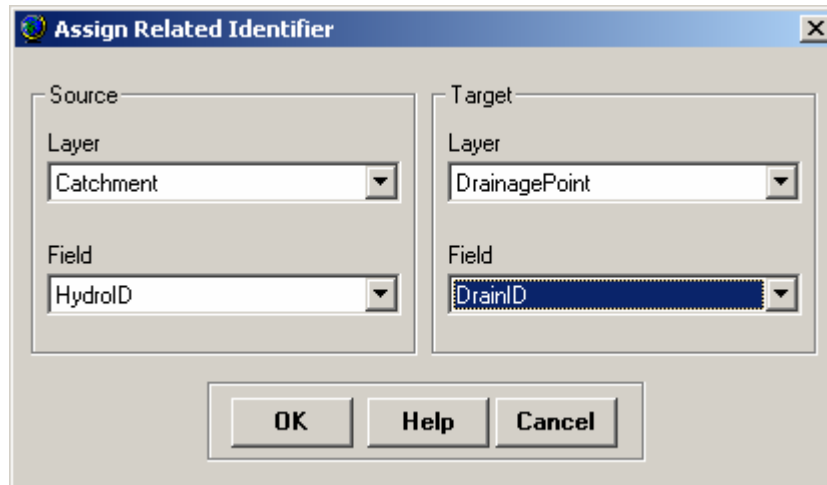 Assign Related Identifier
Source
Layer
Catchment
Field
HydroID
Target
Layer
DrainagePoint
Field
DrainID
OK Help Cancel